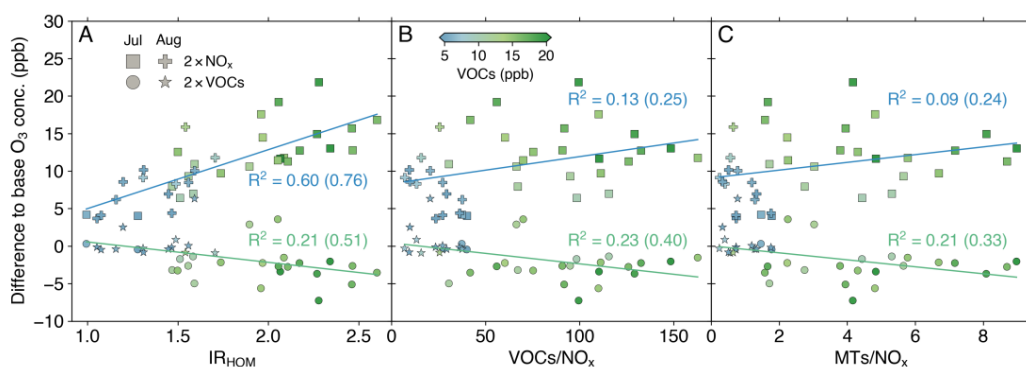 Difference to base O₃ conc. (ppb)
30
25
20
15
10
5
0
−5
−10
A
Jul Aug
2 × NOₓ
2 × VOCs
R² = 0.60 (0.76)
R² = 0.21 (0.51)
1.0 1.5 2.0 2.5
IR_HOM
B
5 10 15 20
VOCs (ppb)
R² = 0.13 (0.25)
R² = 0.23 (0.40)
0 50 100 150
VOCs/NOₓ
C
R² = 0.09 (0.24)
R² = 0.21 (0.33)
0 2 4 6 8
MTs/NOₓ